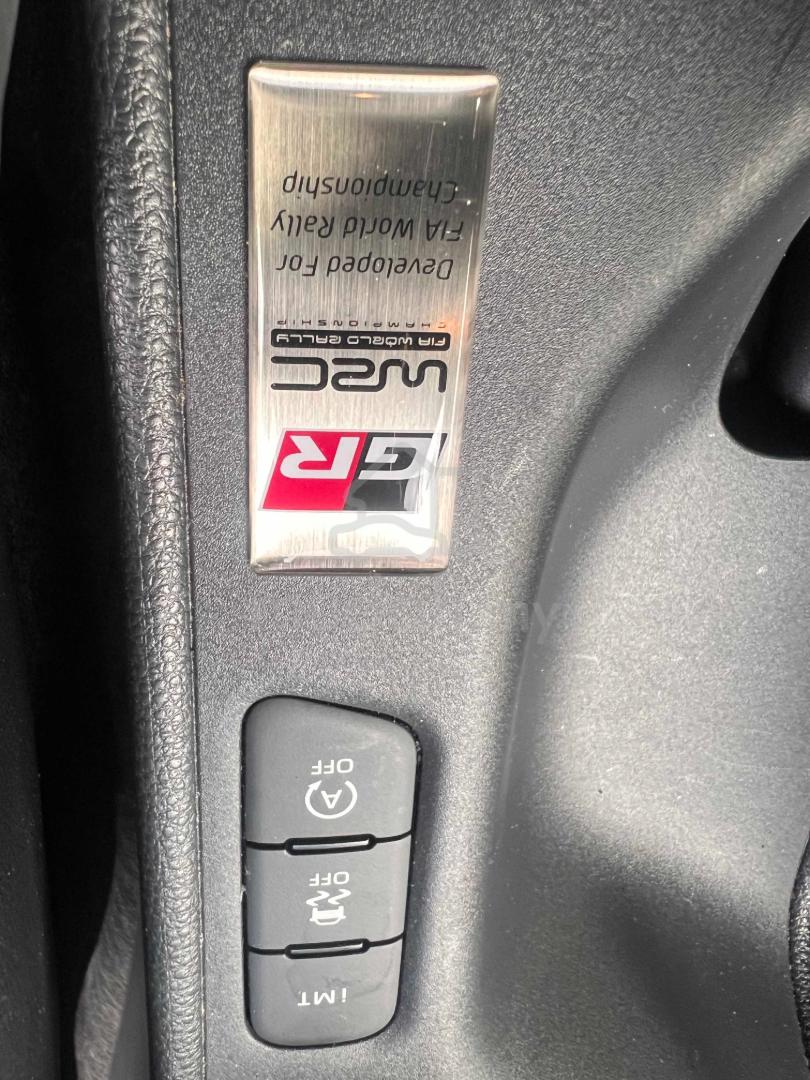 GR
WRC
FIA WORLD RALLY
CHAMPIONSHIP
Developed For
FIA World Rally
Championship
iMT
OFF
A
OFF